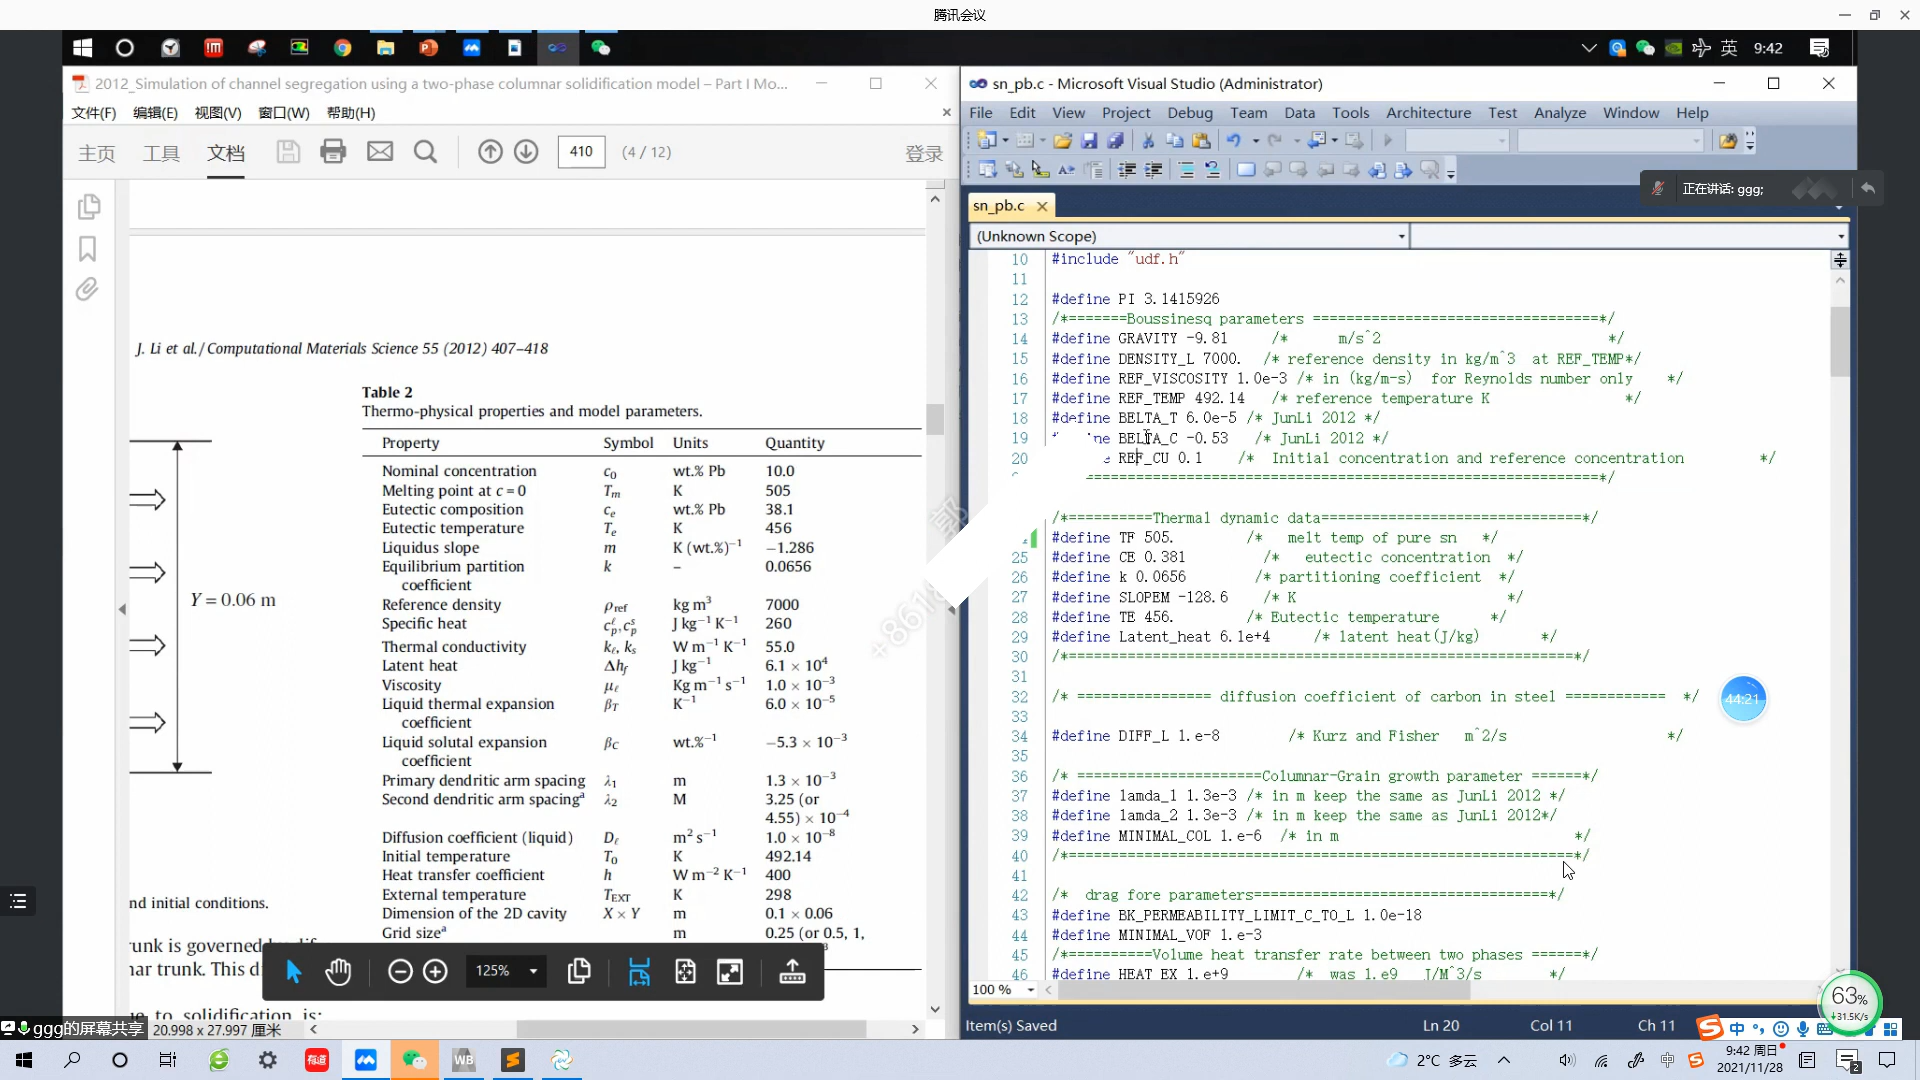 腾讯会议
英 9:42
2012_Simulation of channel segregation using a two-phase columnar solidification model – Part I Mo...
文件(F) 编辑(E) 视图(V) 窗口(W) 帮助(H)
主页 工具 文档 410 (4 / 12) 登录
J. Li et al. / Computational Materials Science 55 (2012) 407–418
Table 2
Thermo-physical properties and model parameters.
Property Symbol Units Quantity
Nominal concentration c0 wt.% Pb 10.0
Melting point at c = 0 Tm K 505
Eutectic composition ce wt.% Pb 38.1
Eutectic temperature Te K 456
Liquidus slope m K (wt.%)⁻¹ −1.286
Equilibrium partition k – 0.0656
coefficient
Reference density ρref kg m³ 7000
Specific heat cpℓ, cps J kg⁻¹ K⁻¹ 260
Thermal conductivity kℓ, ks W m⁻¹ K⁻¹ 55.0
Latent heat Δhf J kg⁻¹ 6.1 × 10⁴
Viscosity μℓ Kg m⁻¹ s⁻¹ 1.0 × 10⁻³
Liquid thermal expansion βT K⁻¹ 6.0 × 10⁻⁵
coefficient
Liquid solutal expansion βC wt.%⁻¹ −5.3 × 10⁻³
coefficient
Primary dendritic arm spacing λ1 m 1.3 × 10⁻³
Second dendritic arm spacingᵃ λ2 M 3.25 (or
4.55) × 10⁻⁴
Diffusion coefficient (liquid) Dℓ m² s⁻¹ 1.0 × 10⁻⁸
Initial temperature T0 K 492.14
Heat transfer coefficient h W m⁻² K⁻¹ 400
External temperature TEXT K 298
Dimension of the 2D cavity X × Y m 0.1 × 0.06
Grid sizeᵃ m 0.25 (or 0.5, 1,
Y = 0.06 m
nd initial conditions.
125%
to solidification is:
ggg的屏幕共享 20.998 x 27.997 厘米
sn_pb.c - Microsoft Visual Studio (Administrator)
File Edit View Project Debug Team Data Tools Architecture Test Analyze Window Help
正在讲话: ggg;
sn_pb.c
(Unknown Scope)
10 #include "udf.h"
11
12 #define PI 3.1415926
13 /*=======Boussinesq parameters ==================================*/
14 #define GRAVITY -9.81 /* m/s^2 */
15 #define DENSITY_L 7000. /* reference density in kg/m^3 at REF_TEMP*/
16 #define REF_VISCOSITY 1.0e-3 /* in (kg/m-s) for Reynolds number only */
17 #define REF_TEMP 492.14 /* reference temperature K */
18 #define BELTA_T 6.0e-5 /* JunLi 2012 */
19 ne BELTA_C -0.53 /* JunLi 2012 */
20 REF_CU 0.1 /* Initial concentration and reference concentration */
=============================================================*/
/*==========Thermal dynamic data===============================*/
#define TF 505. /* melt temp of pure sn */
25 #define CE 0.381 /* eutectic concentration */
26 #define k 0.0656 /* partitioning coefficient */
27 #define SLOPEM -128.6 /* K */
28 #define TE 456. /* Eutectic temperature */
29 #define Latent_heat 6.1e+4 /* latent heat(J/kg) */
30 /*=============================================================*/
31
32 /* ================ diffusion coefficient of carbon in steel ============ */
33
34 #define DIFF_L 1.e-8 /* Kurz and Fisher m^2/s */
35
36 /* ======================Columnar-Grain growth parameter ======*/
37 #define lamda_1 1.3e-3 /* in m keep the same as JunLi 2012 */
38 #define lamda_2 1.3e-3 /* in m keep the same as JunLi 2012*/
39 #define MINIMAL_COL 1.e-6 /* in m */
40 /*=============================================================*/
41
42 /* drag fore parameters===================================*/
43 #define BK_PERMEABILITY_LIMIT_C_TO_L 1.0e-18
44 #define MINIMAL_VOF 1.e-3
45 /*==========Volume heat transfer rate between two phases ======*/
46 #define HEAT_EX 1.e+9 /* was 1.e9 J/M^3/s */
100 %
Item(s) Saved Ln 20 Col 11 Ch 11
44:21
63%
31.5K/s
中
2°C 多云
中
9:42 周日
2021/11/28
2